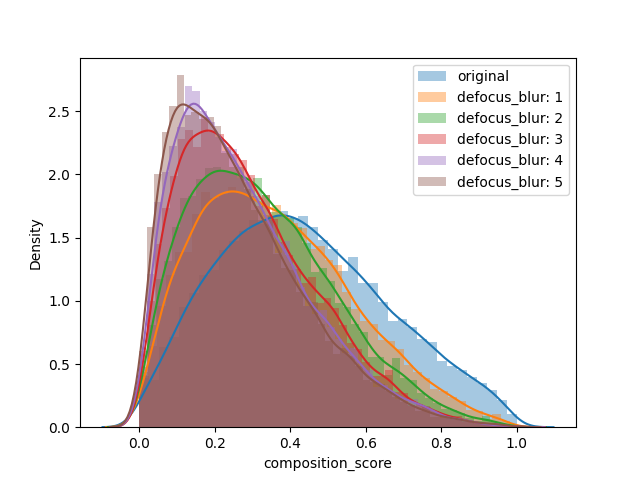 original
defocus_blur: 1
defocus_blur: 2
defocus_blur: 3
defocus_blur: 4
defocus_blur: 5
2.5
2.0
1.5
1.0
0.5
0.0
Density
0.0 0.2 0.4 0.6 0.8 1.0
composition_score